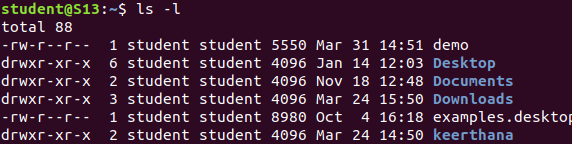 student@S13:~$ ls -l
total 88
-rw-r--r--  1 student student 5550 Mar 31 14:51 demo
drwxr-xr-x  6 student student 4096 Jan 14 12:03 Desktop
drwxr-xr-x  2 student student 4096 Nov 18 12:48 Documents
drwxr-xr-x  3 student student 4096 Mar 24 15:50 Downloads
-rw-r--r--  1 student student 8980 Oct  4 16:18 examples.desktop
drwxr-xr-x  2 student student 4096 Mar 24 14:50 keerthana